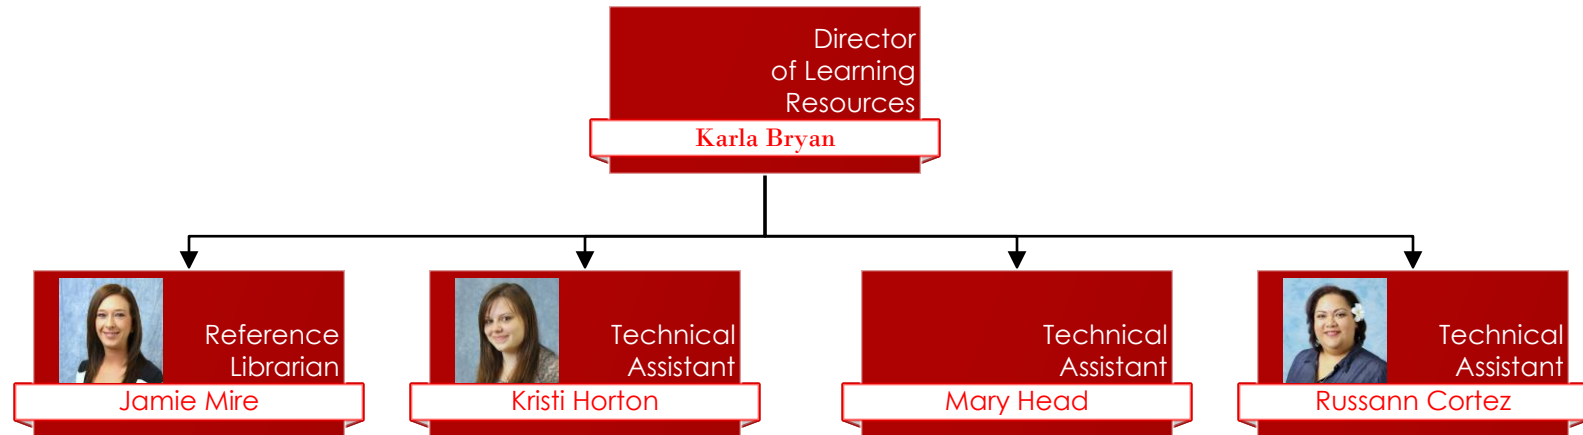 Director
of Learning
Resources
Karla Bryan
Reference
Librarian
Jamie Mire
Technical
Assistant
Kristi Horton
Technical
Assistant
Mary Head
Technical
Assistant
Russann Cortez